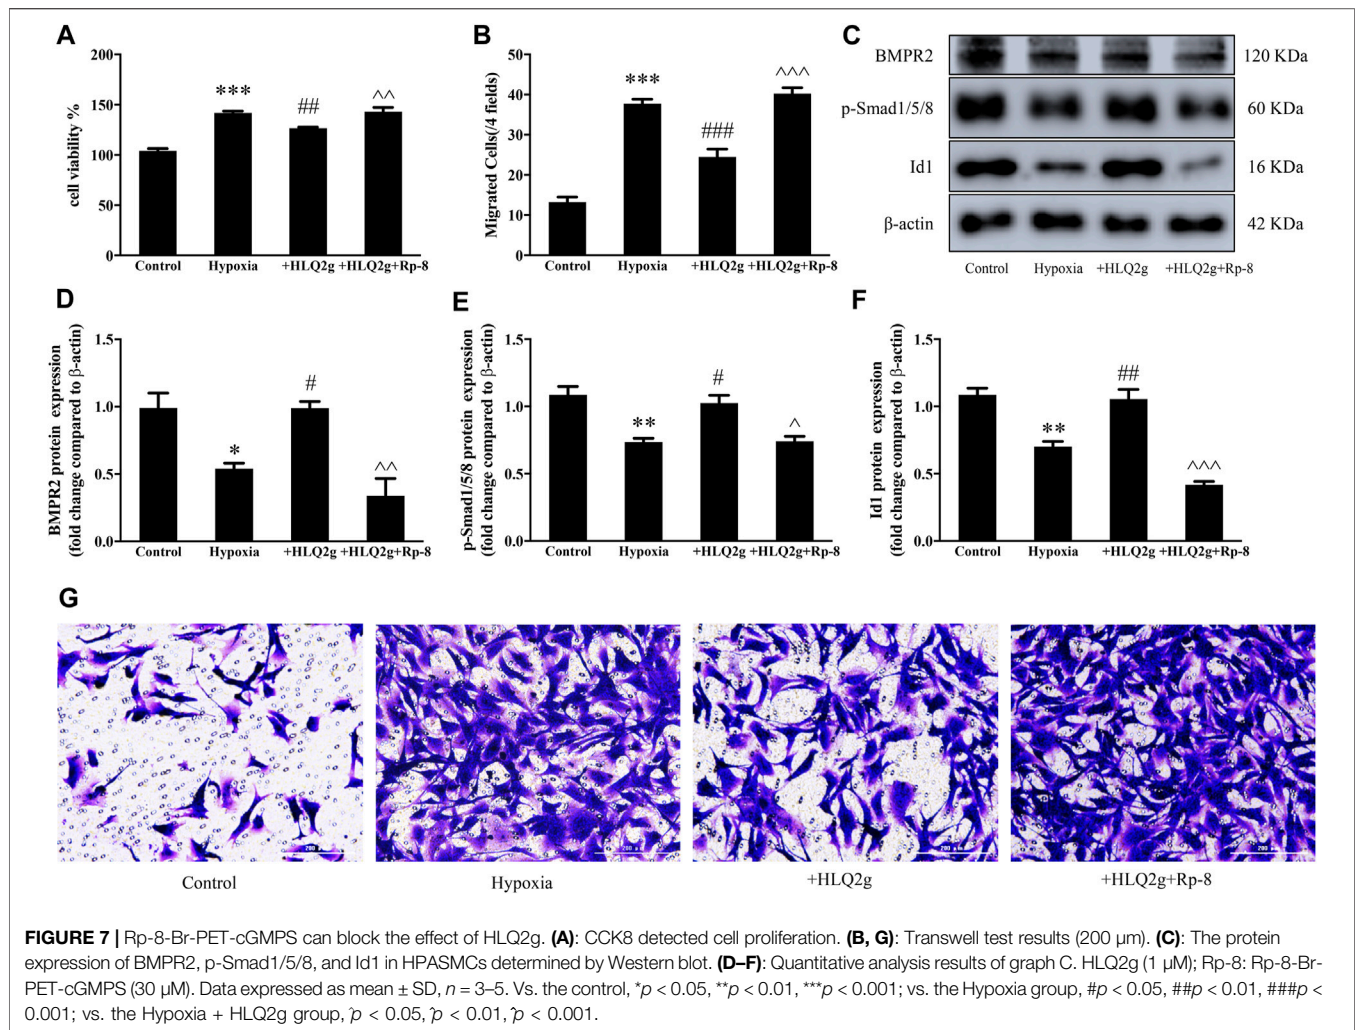 A
cell viability %
200
150
100
50
0
***
##
^^
Control Hypoxia +HLQ2g +HLQ2g+Rp-8
B
Migrated Cells(/4 fields)
50
40
30
20
10
0
***
###
^^^
Control Hypoxia +HLQ2g +HLQ2g+Rp-8
C
BMPR2 120 KDa
p-Smad1/5/8 60 KDa
Id1 16 KDa
β-actin 42 KDa
Control Hypoxia +HLQ2g +HLQ2g+Rp-8
D
BMPR2 protein expression
(fold change compared to β-actin)
1.5
1.0
0.5
0.0
*
#
^^
Control Hypoxia +HLQ2g +HLQ2g+Rp-8
E
p-Smad1/5/8 protein expression
(fold change compared to β-actin)
1.5
1.0
0.5
0.0
**
#
^
Control Hypoxia +HLQ2g +HLQ2g+Rp-8
F
Id1 protein expression
(fold change compared to β-actin)
1.5
1.0
0.5
0.0
**
##
^^^
Control Hypoxia +HLQ2g +HLQ2g+Rp-8
G
200 μm
200 μm
200 μm
200 μm
Control Hypoxia +HLQ2g +HLQ2g+Rp-8
FIGURE 7 | Rp-8-Br-PET-cGMPS can block the effect of HLQ2g. (A): CCK8 detected cell proliferation. (B, G): Transwell test results (200 μm). (C): The protein
expression of BMPR2, p-Smad1/5/8, and Id1 in HPASMCs determined by Western blot. (D–F): Quantitative analysis results of graph C. HLQ2g (1 μM); Rp-8: Rp-8-Br-
PET-cGMPS (30 μM). Data expressed as mean ± SD, n = 3–5. Vs. the control, *p < 0.05, **p < 0.01, ***p < 0.001; vs. the Hypoxia group, #p < 0.05, ##p < 0.01, ###p <
0.001; vs. the Hypoxia + HLQ2g group, ^p < 0.05, ^p < 0.01, ^p < 0.001.